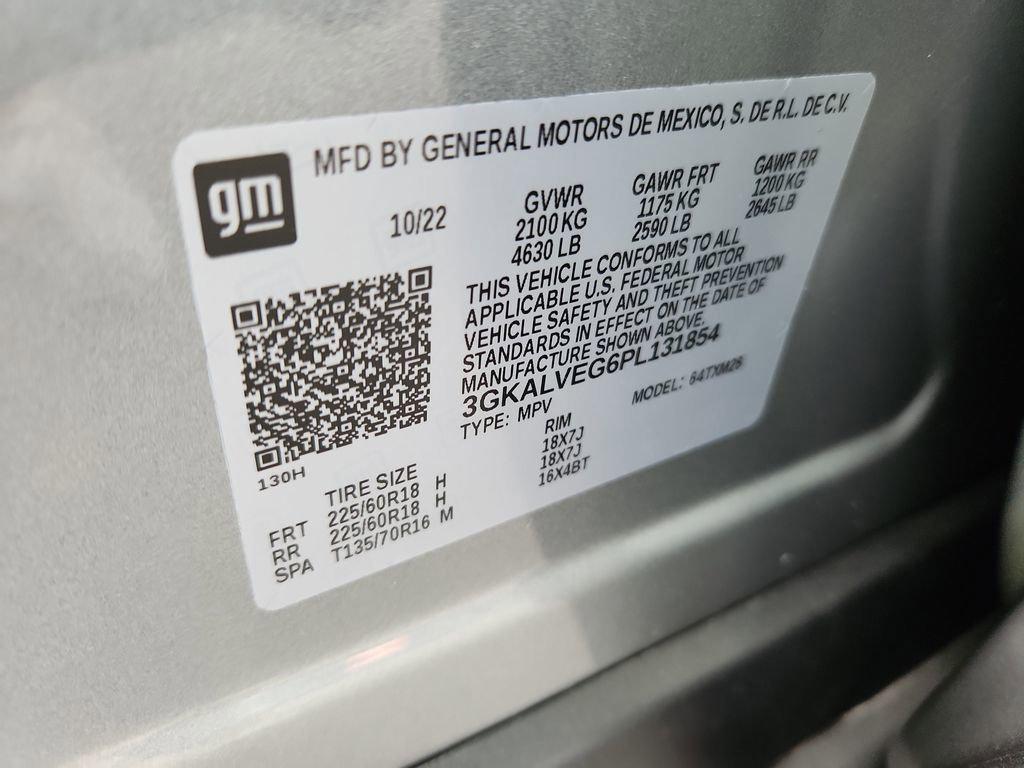 gm
MFD BY GENERAL MOTORS DE MEXICO, S. DE R.L. DE C.V.
10/22
GVWR
2100 KG
4630 LB
GAWR FRT
1175 KG
2590 LB
GAWR RR
1200 KG
2645 LB
THIS VEHICLE CONFORMS TO ALL
APPLICABLE U.S. FEDERAL MOTOR
VEHICLE SAFETY AND THEFT PREVENTION
STANDARDS IN EFFECT ON THE DATE OF
MANUFACTURE SHOWN ABOVE.
3GKALVEG6PL131854
TYPE: MPV
MODEL: 64TXM26
130H
TIRE SIZE RIM
FRT 225/60R18 H 18X7J
RR 225/60R18 H 18X7J
SPA T135/70R16 M 16X4BT